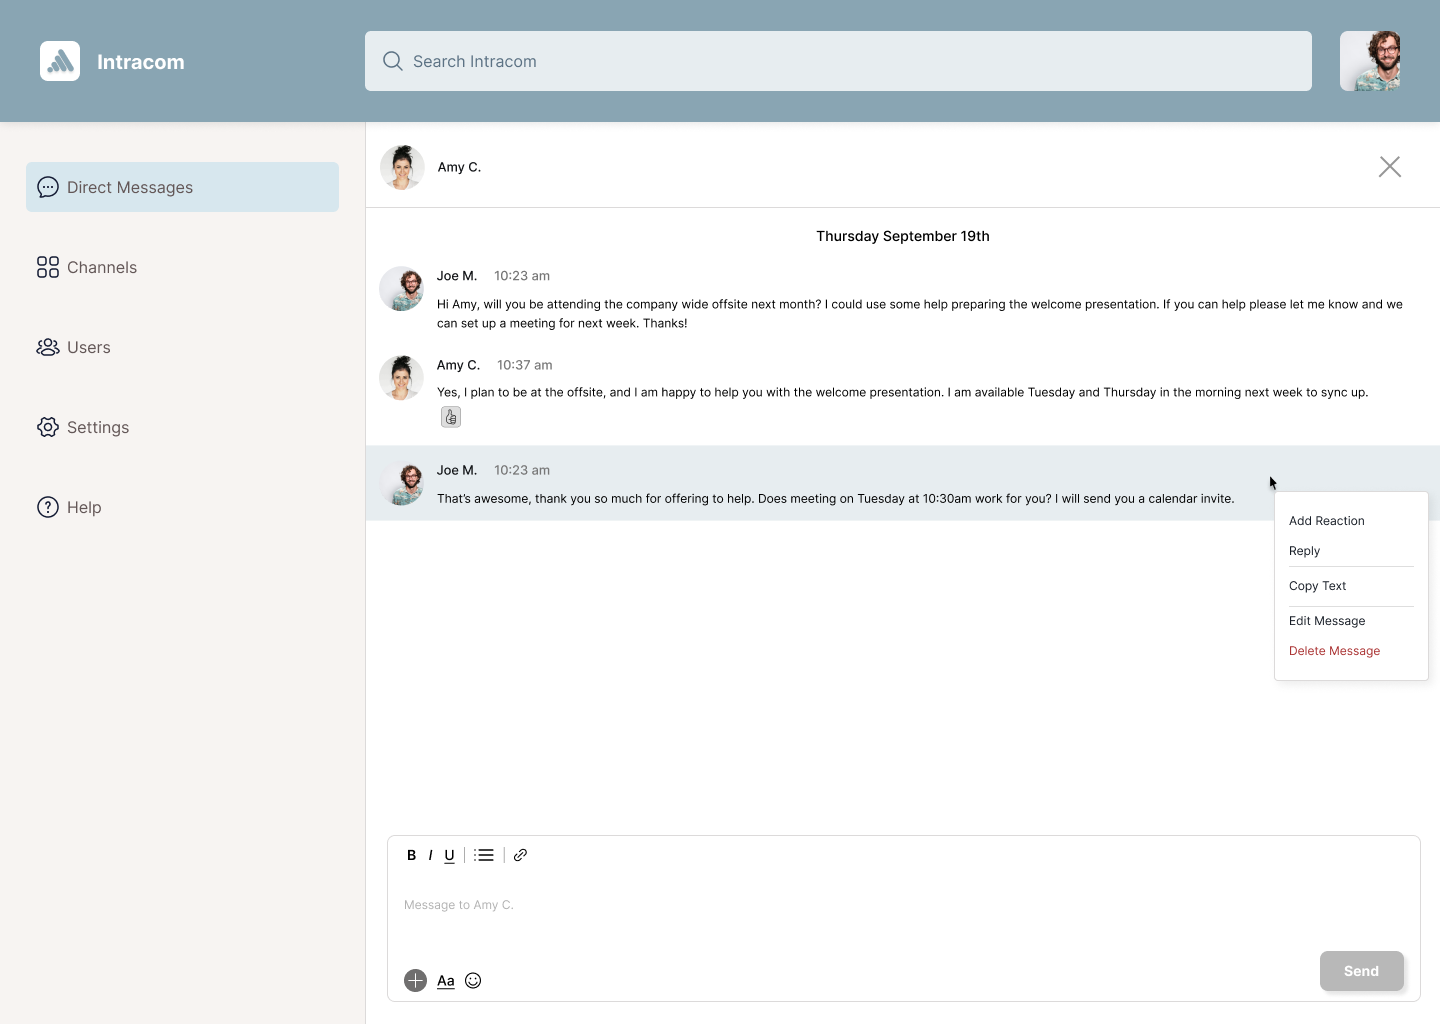 Intracom
Search Intracom
Direct Messages
Channels
Users
Settings
Help
Amy C.
Thursday September 19th
Joe M. 10:23 am
Hi Amy, will you be attending the company wide offsite next month? I could use some help preparing the welcome presentation. If you can help please let me know and we
can set up a meeting for next week. Thanks!
Amy C. 10:37 am
Yes, I plan to be at the offsite, and I am happy to help you with the welcome presentation. I am available Tuesday and Thursday in the morning next week to sync up.
Joe M. 10:23 am
That's awesome, thank you so much for offering to help. Does meeting on Tuesday at 10:30am work for you? I will send you a calendar invite.
Add Reaction
Reply
Copy Text
Edit Message
Delete Message
B I U
Message to Amy C.
Aa
Send